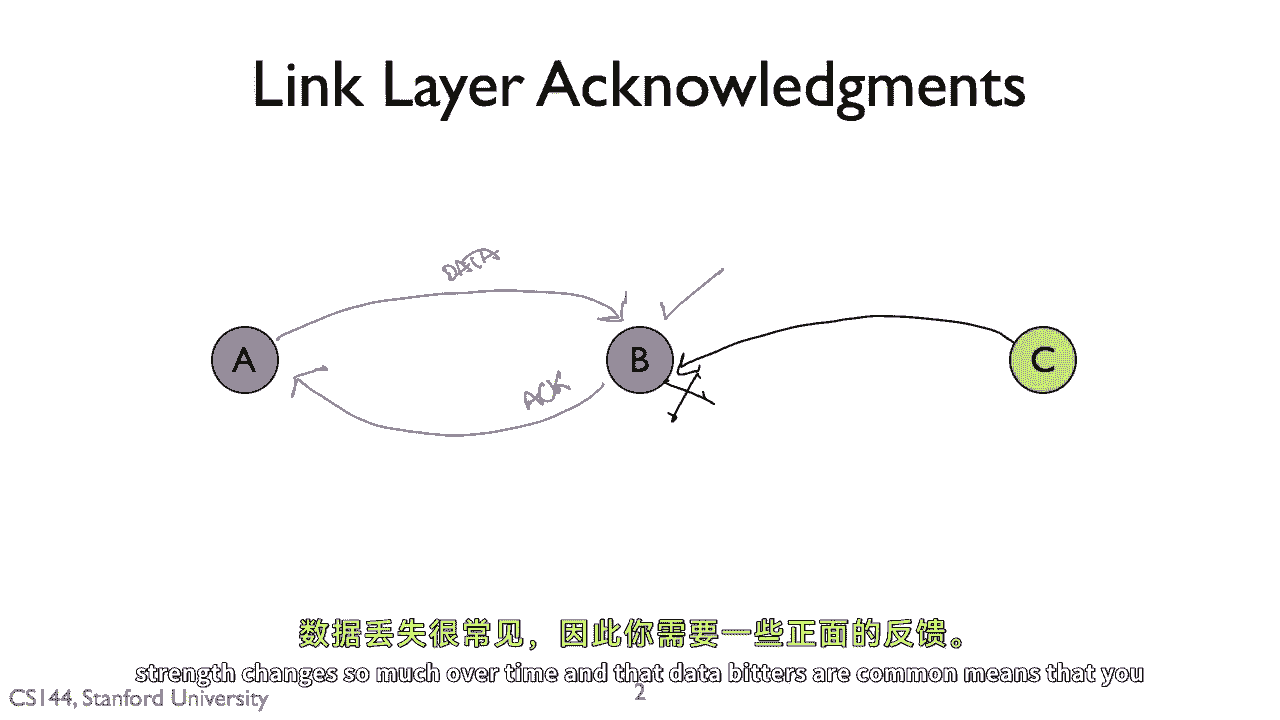 Link Layer Acknowledgments
DATA
A
B
C
ACK
数据丢失很常见，因此你需要一些正面的反馈。
strength changes so much over time and that data bitters are common means that you
CS144, Stanford University
2